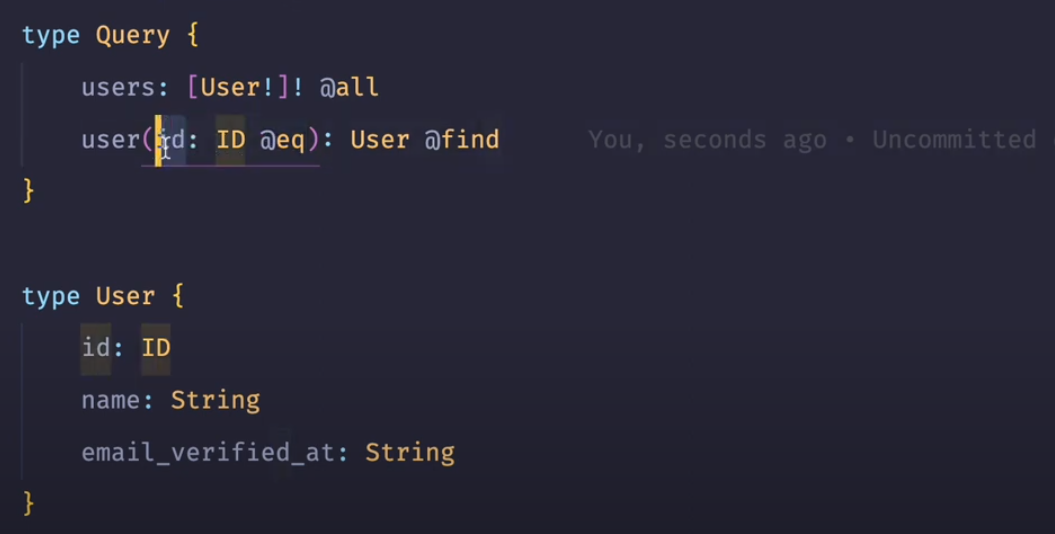 type Query {
users: [User!]! @all
user(id: ID @eq): User @find You, seconds ago • Uncommitted
}
type User {
id: ID
name: String
email_verified_at: String
}